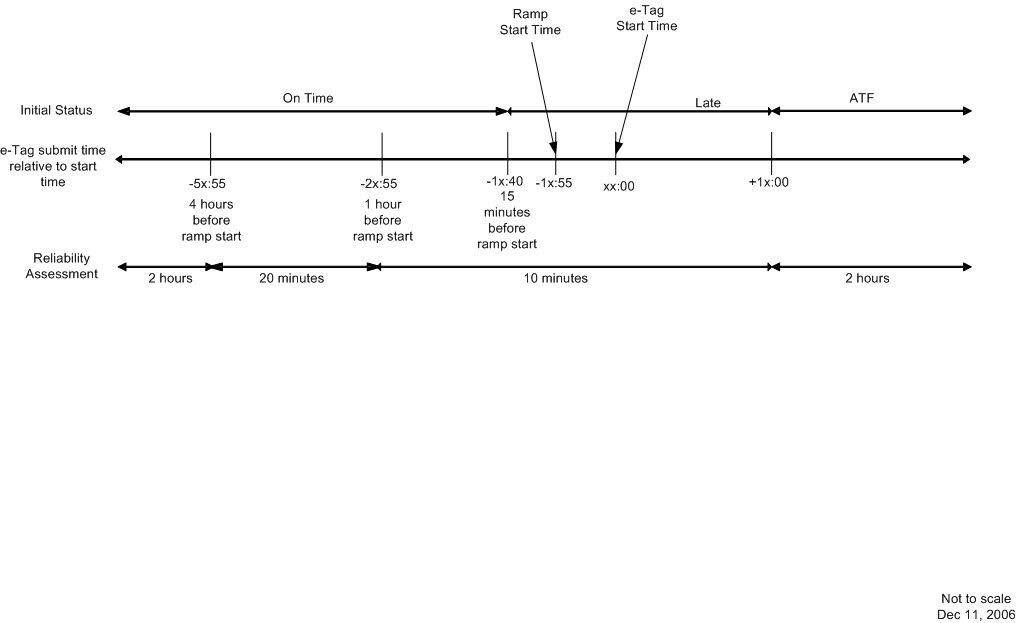 Ramp
Start Time
e-Tag
Start Time
Initial Status
On Time
Late
ATF
e-Tag submit time
relative to start
time
-5x:55
4 hours
before
ramp start
-2x:55
1 hour
before
ramp start
-1x:40
15
minutes
before
ramp start
-1x:55
xx:00
+1x:00
Reliability
Assessment
2 hours
20 minutes
10 minutes
2 hours
Not to scale
Dec 11, 2006